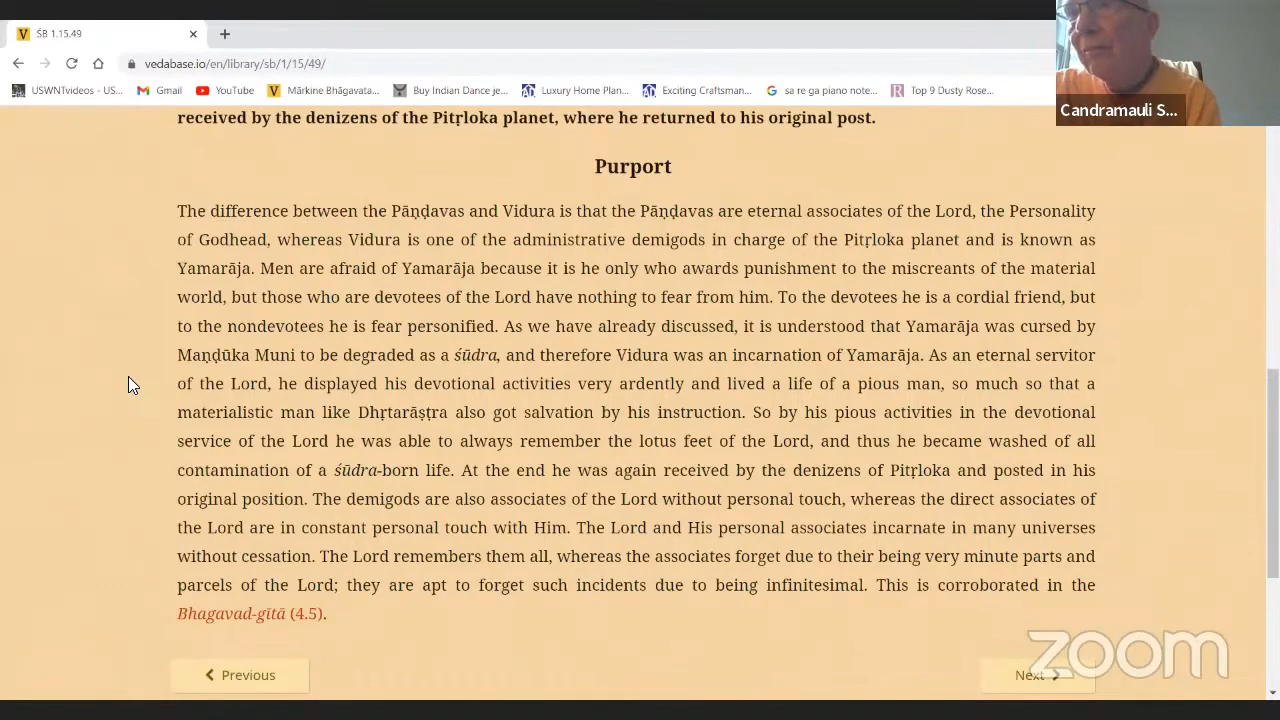 ŚB 1.15.49
vedabase.io/en/library/sb/1/15/49/
USWNTvideos - US...
Gmail
YouTube
Mārkine Bhāgavata...
Buy Indian Dance je...
Luxury Home Plan...
Exciting Craftsman...
sa re ga piano note...
Top 9 Dusty Rose...
Candramauli S...
received by the denizens of the Pitṛloka planet, where he returned to his original post.
Purport
The difference between the Pāṇḍavas and Vidura is that the Pāṇḍavas are eternal associates of the Lord, the Personality
of Godhead, whereas Vidura is one of the administrative demigods in charge of the Pitṛloka planet and is known as
Yamarāja. Men are afraid of Yamarāja because it is he only who awards punishment to the miscreants of the material
world, but those who are devotees of the Lord have nothing to fear from him. To the devotees he is a cordial friend, but
to the nondevotees he is fear personified. As we have already discussed, it is understood that Yamarāja was cursed by
Maṇḍūka Muni to be degraded as a śūdra, and therefore Vidura was an incarnation of Yamarāja. As an eternal servitor
of the Lord, he displayed his devotional activities very ardently and lived a life of a pious man, so much so that a
materialistic man like Dhṛtarāṣṭra also got salvation by his instruction. So by his pious activities in the devotional
service of the Lord he was able to always remember the lotus feet of the Lord, and thus he became washed of all
contamination of a śūdra-born life. At the end he was again received by the denizens of Pitṛloka and posted in his
original position. The demigods are also associates of the Lord without personal touch, whereas the direct associates of
the Lord are in constant personal touch with Him. The Lord and His personal associates incarnate in many universes
without cessation. The Lord remembers them all, whereas the associates forget due to their being very minute parts and
parcels of the Lord; they are apt to forget such incidents due to being infinitesimal. This is corroborated in the
Bhagavad-gītā (4.5).
Previous
Next
zoom